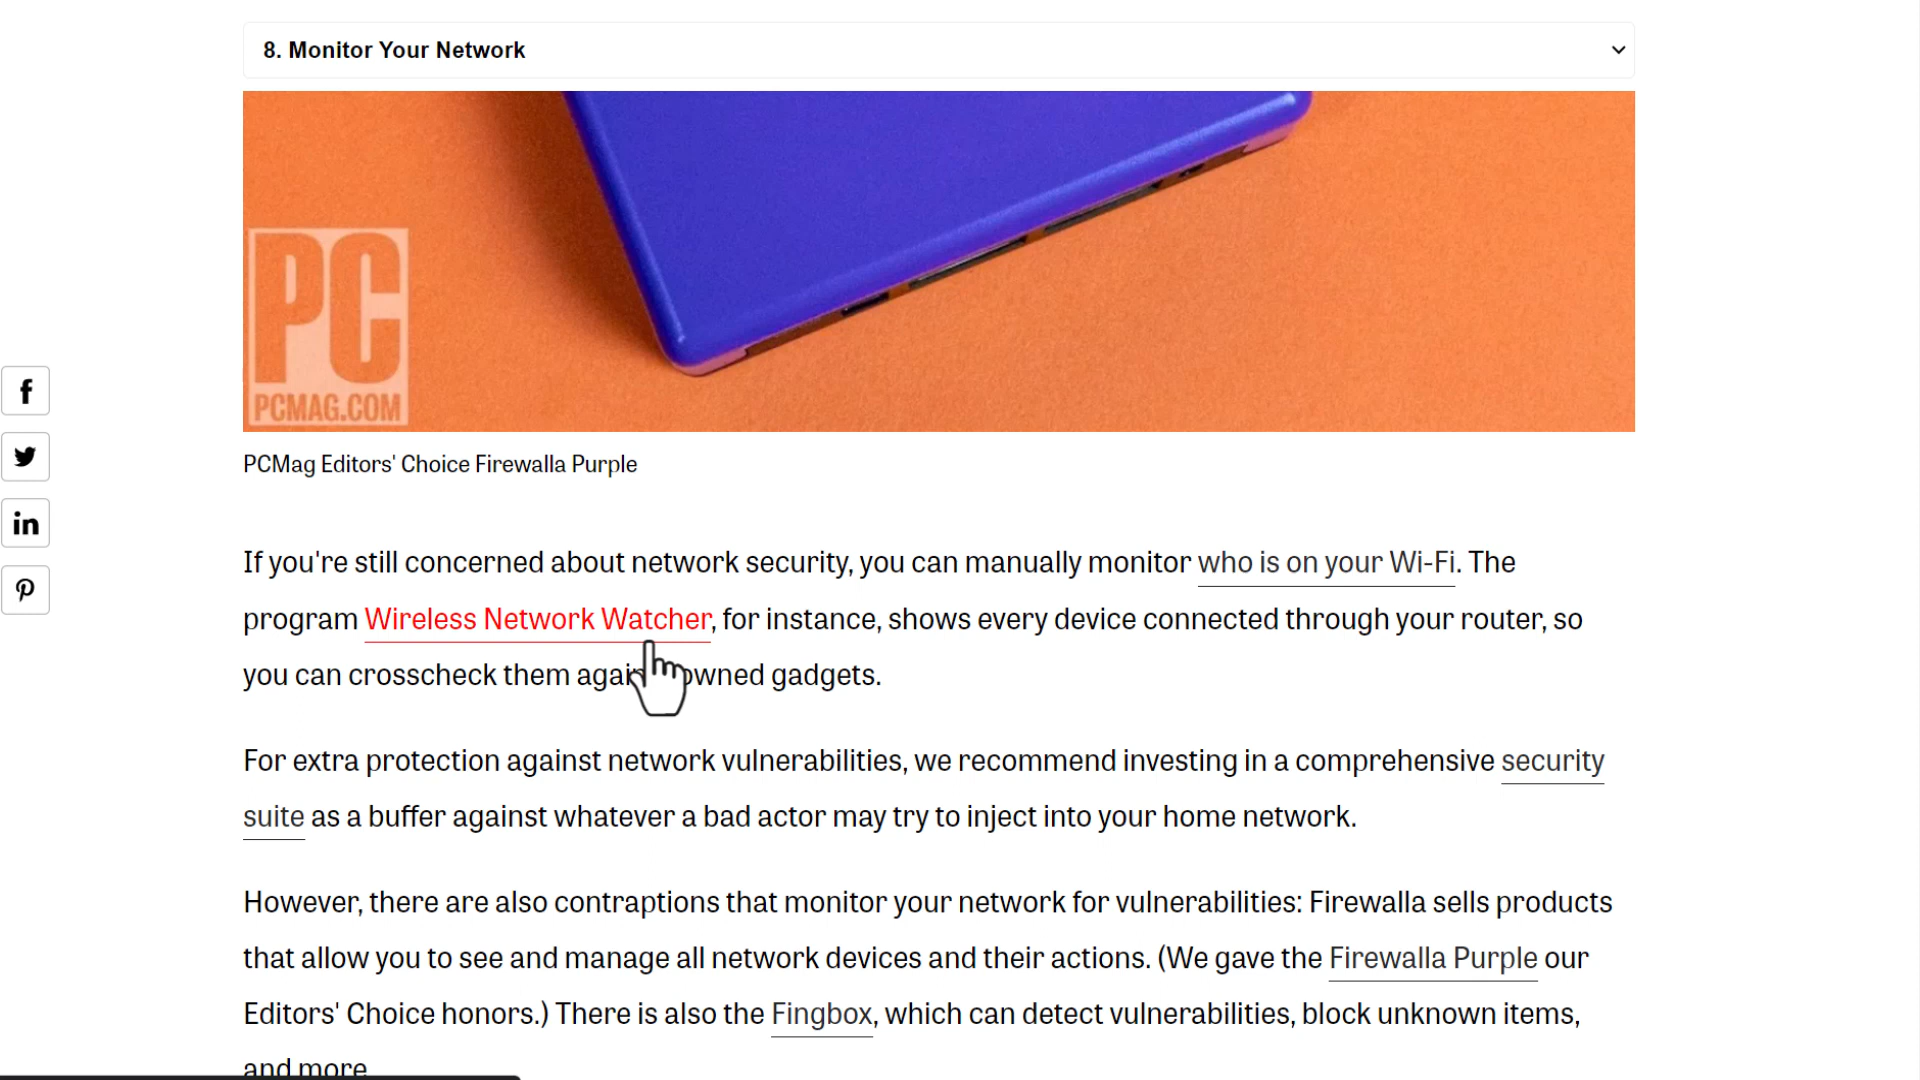 8. Monitor Your Network
PC
PCMAG.COM
f
in
PCMag Editors' Choice Firewalla Purple
If you're still concerned about network security, you can manually monitor who is on your Wi-Fi. The
program Wireless Network Watcher, for instance, shows every device connected through your router, so
you can crosscheck them again owned gadgets.
For extra protection against network vulnerabilities, we recommend investing in a comprehensive security
suite as a buffer against whatever a bad actor may try to inject into your home network.
However, there are also contraptions that monitor your network for vulnerabilities: Firewalla sells products
that allow you to see and manage all network devices and their actions. (We gave the Firewalla Purple our
Editors' Choice honors.) There is also the Fingbox, which can detect vulnerabilities, block unknown items,
and more